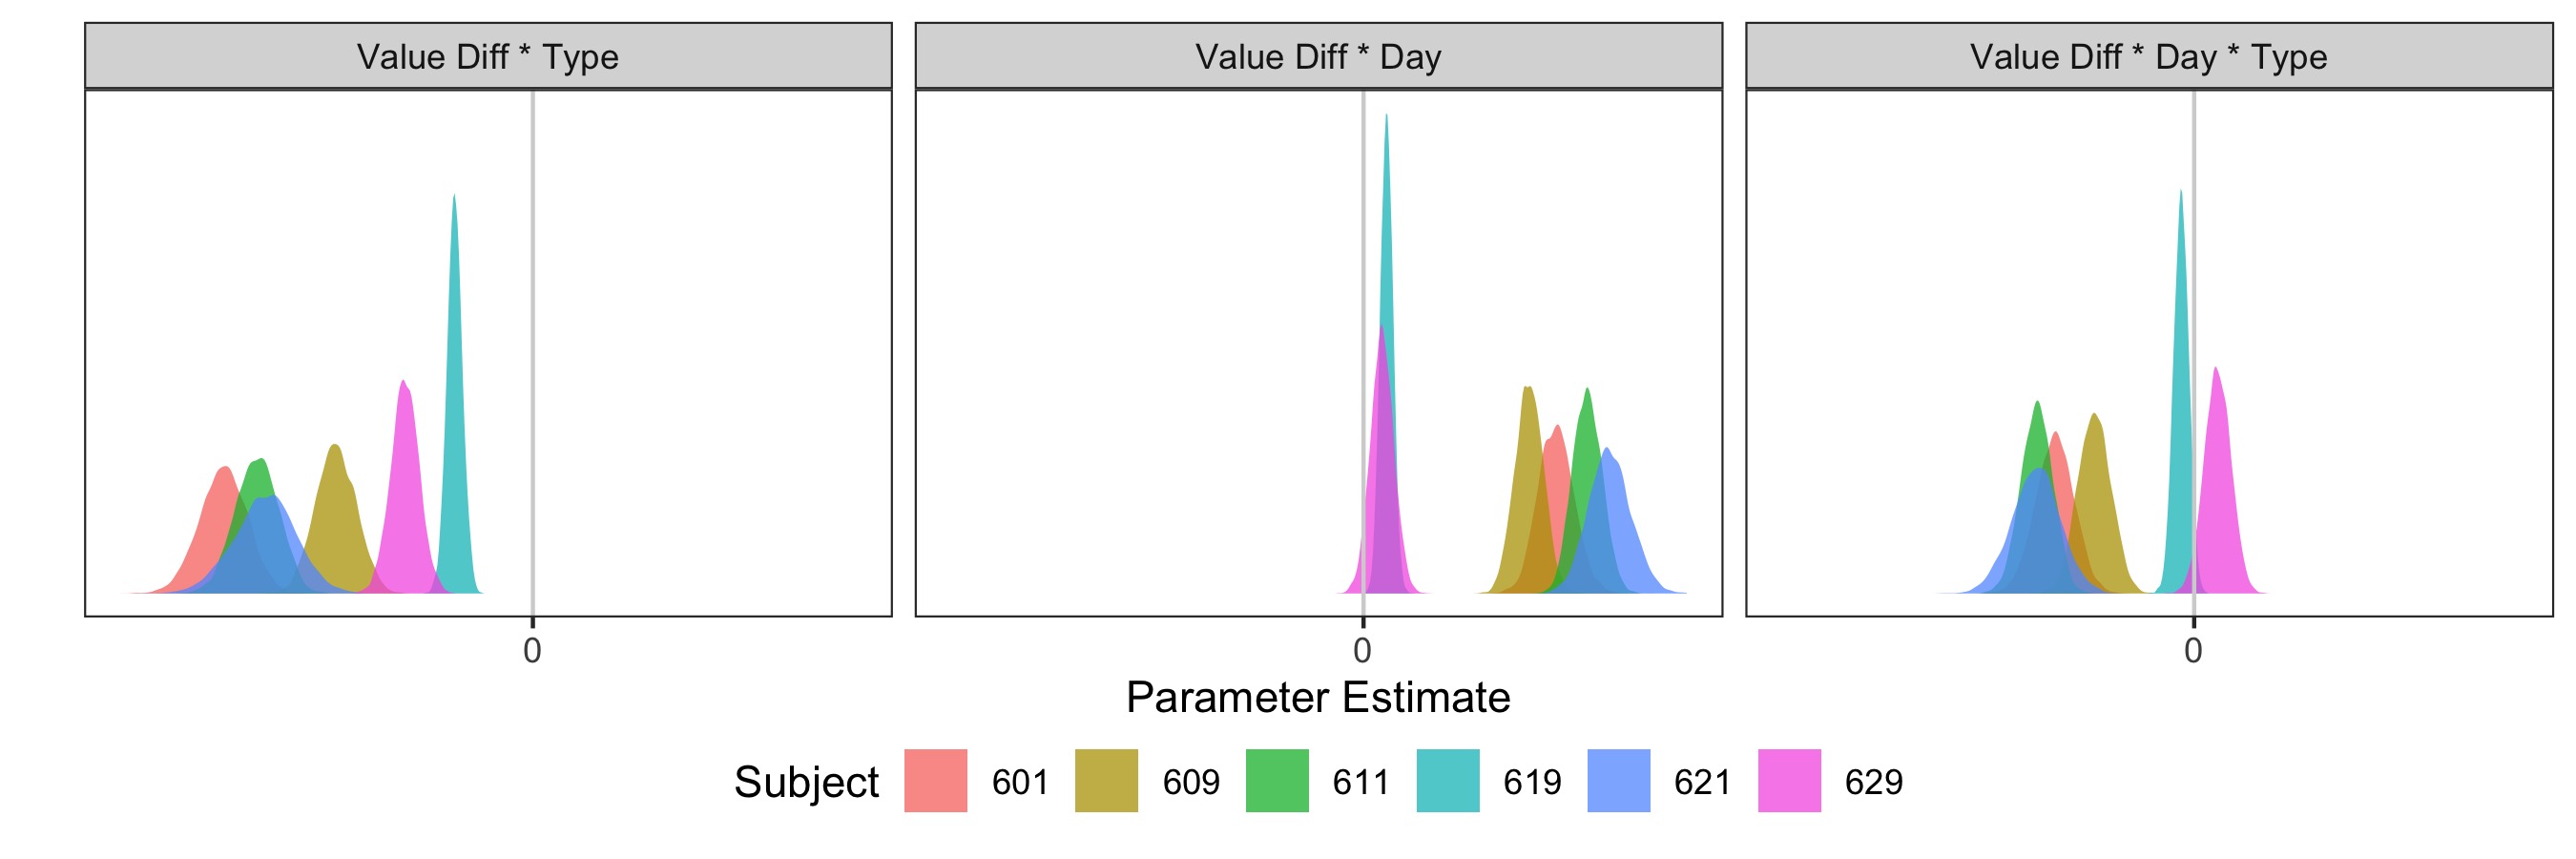 Value Diff * Type
Value Diff * Day
Value Diff * Day * Type
0
0
0
Parameter Estimate
Subject 601 609 611 619 621 629